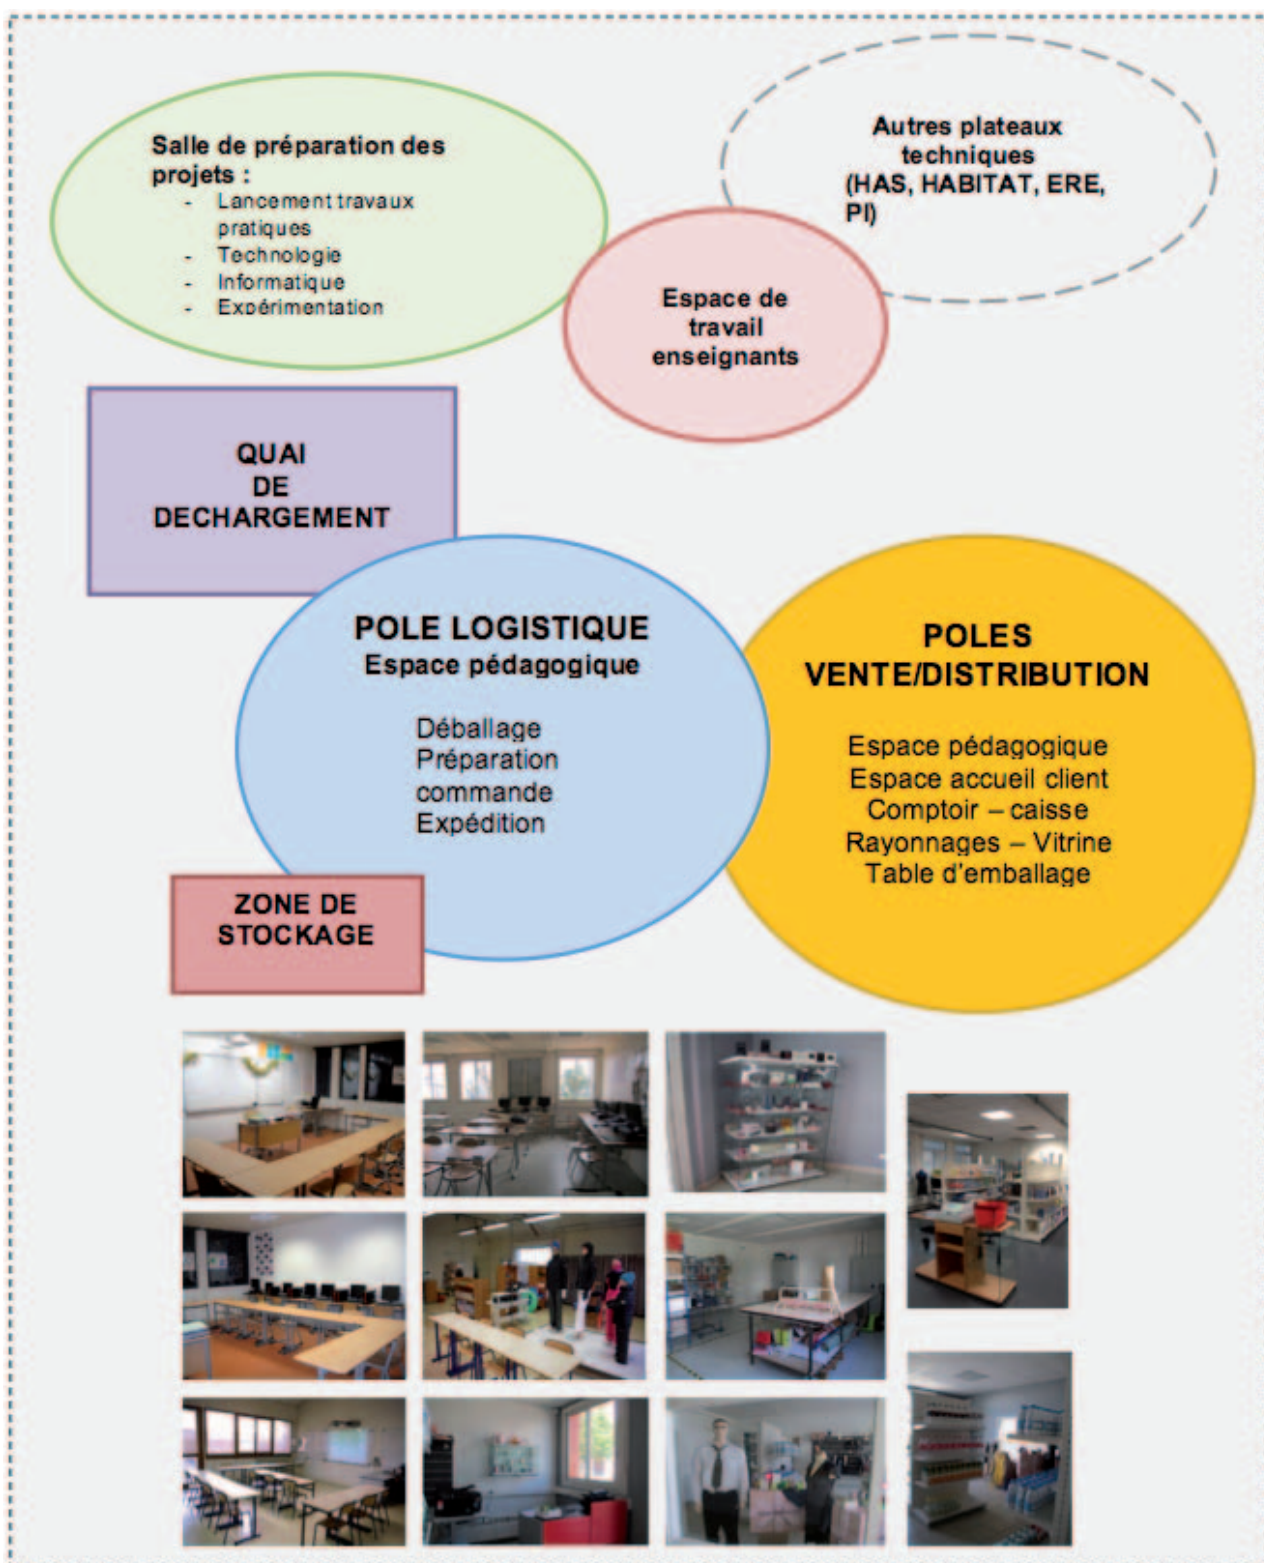 Salle de préparation des
projets :
- Lancement travaux
pratiques
- Technologie
- Informatique
- Expérimentation
Autres plateaux
techniques
(HAS, HABITAT, ERE,
PI)
Espace de
travail
enseignants
QUAI
DE
DECHARGEMENT
POLE LOGISTIQUE
Espace pédagogique
Déballage
Préparation
commande
Expédition
POLES
VENTE/DISTRIBUTION
Espace pédagogique
Espace accueil client
Comptoir – caisse
Rayonnages – Vitrine
Table d'emballage
ZONE DE
STOCKAGE